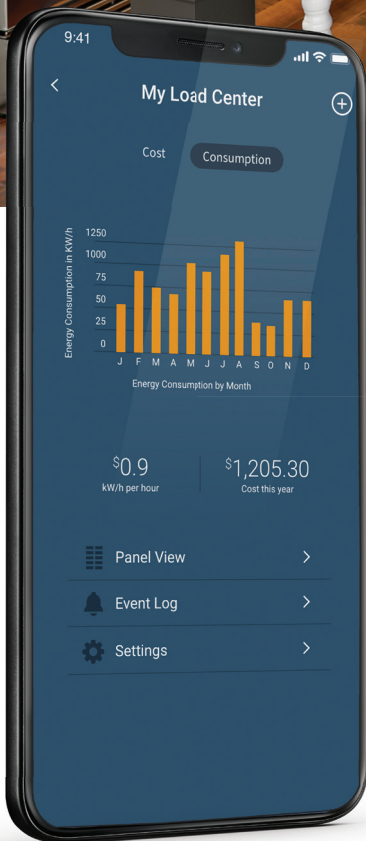 9:41
My Load Center
Cost Consumption
Energy Consumption in KW/h
1250
1000
75
50
25
0
J F M A M J J A S O N D
Energy Consumption by Month
$0.9
kW/h per hour
$1,205.30
Cost this year
Panel View
Event Log
Settings